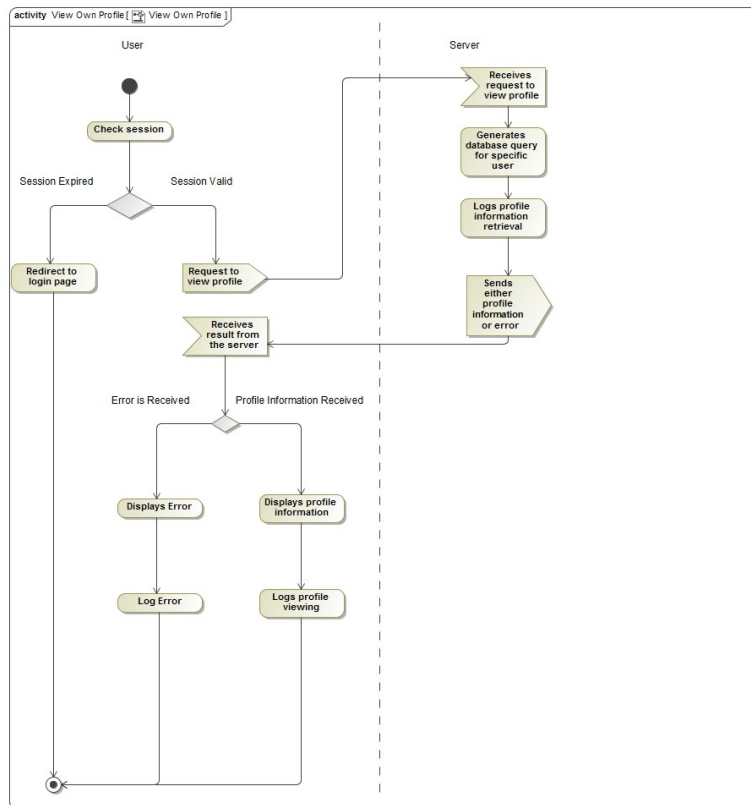 activity View Own Profile [ View Own Profile ]
User
Server
Check session
Session Expired
Session Valid
Redirect to
login page
Request to
view profile
Receives
request to
view profile
Generates
database query
for specific
user
Logs profile
information
retrieval
Sends
either
profile
information
or error
Receives
result from
the server
Error is Received
Profile Information Received
Displays Error
Displays profile
information
Log Error
Logs profile
viewing